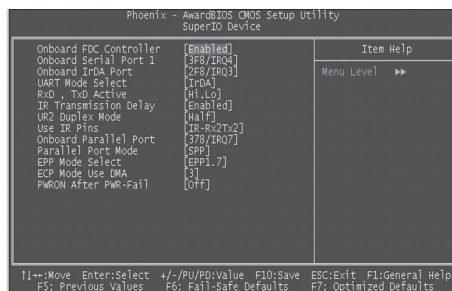 Phoenix - AwardBIOS CMOS Setup Utility
SuperIO Device
Item Help
Onboard FDC Controller [Enabled]
Onboard Serial Port 1 [3F8/IRQ4]
Onboard IrDA Port [2F8/IRQ3]
UART Mode Select [IrDA]
RxD , TxD Active [Hi,Lo]
IR Transmission Delay [Enabled]
UR2 Duplex Mode [Half]
Use IR Pins [IR-Rx2Tx2]
Onboard Parallel Port [378/IRQ7]
Parallel Port Mode [SPP]
EPP Mode Select [EPP1.7]
ECP Mode Use DMA [3]
PWRON After PWR-Fail [Off]
Menu Level ▶▶
↑↓→←:Move Enter:Select +/-/PU/PD:Value F10:Save ESC:Exit F1:General Help
F5: Previous Values F6: Fail-Safe Defaults F7: Optimized Defaults